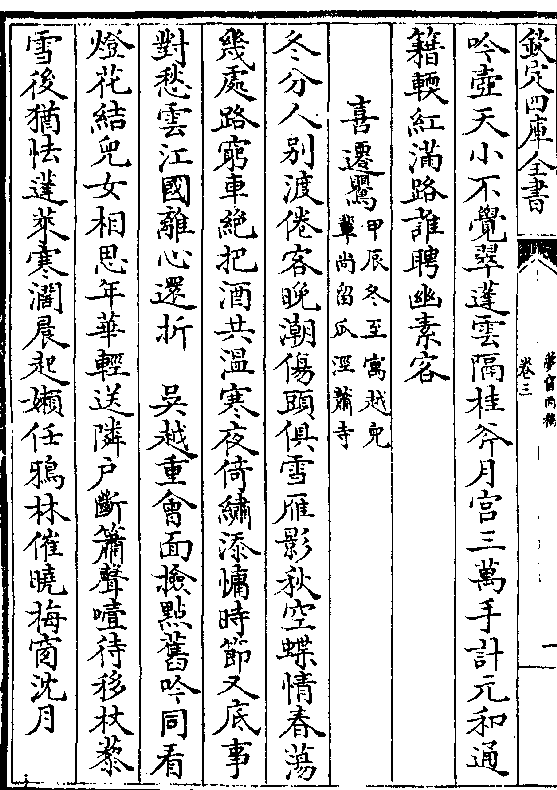 欽定四庫全書
夢窗丙稿
卷三
吟壺天小不覺翠蓬雲隔桂斧月宮三萬手計元和通
籍輭紅滿路誰聘幽素客
喜遷鶯甲辰冬至寓越兒
輩尚留瓜涇蕭寺
冬分人别渡倦客晚潮傷頭俱雪雁影秋空蝶情春蕩
幾處路窮車絶把酒共温寒夜倚繡添慵時節又底事
對愁雲江國離心還折　吳越重會面撿點舊吟同看
燈花結兒女相思年華輕送隣户斷簫聲噎待移杖藜
雪後猶怯蓬萊寒濶晨起嬾任鴉林催曉梅窗沈月